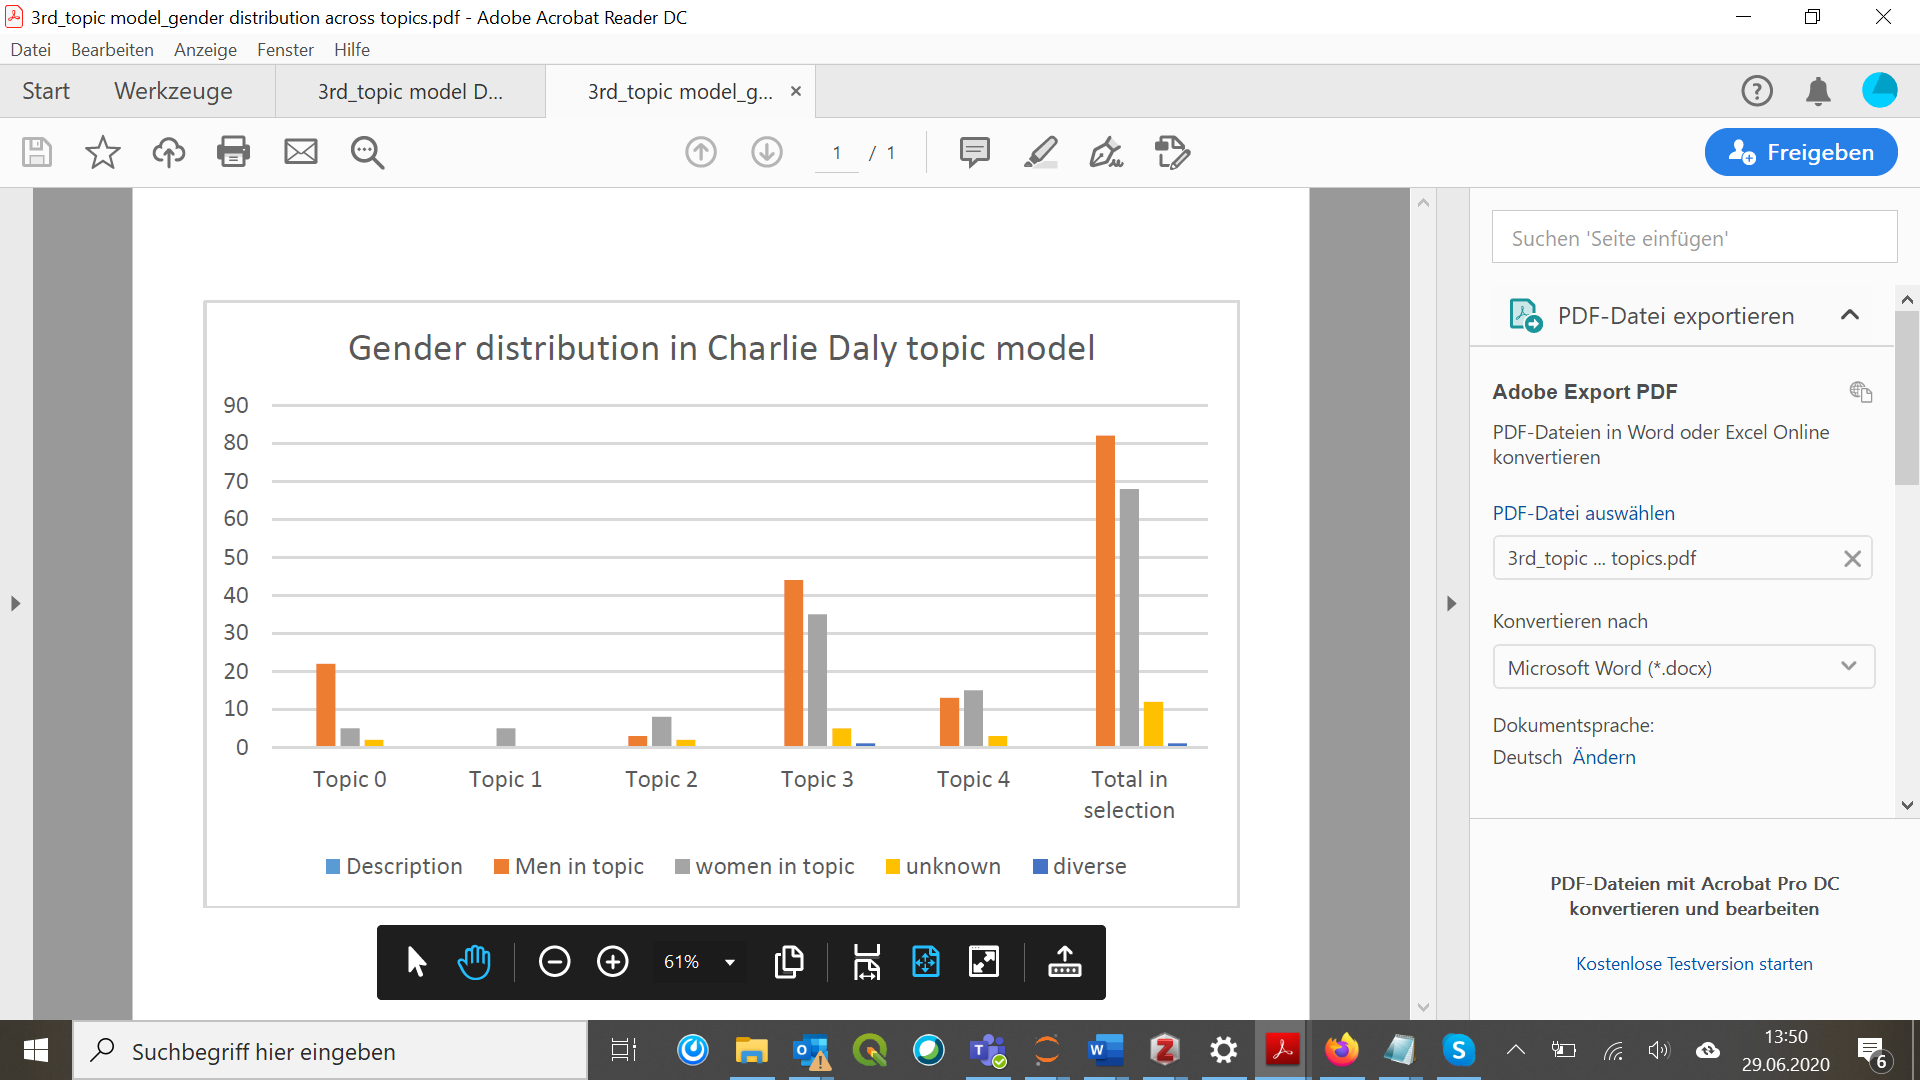 3rd_topic model_gender distribution across topics.pdf - Adobe Acrobat Reader DC
Datei Bearbeiten Anzeige Fenster Hilfe
Start Werkzeuge 3rd_topic model D... 3rd_topic model_g...
1 / 1
Freigeben
Gender distribution in Charlie Daly topic model
90
80
70
60
50
40
30
20
10
0
Topic 0 Topic 1 Topic 2 Topic 3 Topic 4 Total in
selection
Description Men in topic women in topic unknown diverse
61%
Suchen 'Seite einfügen'
PDF-Datei exportieren
Adobe Export PDF
PDF-Dateien in Word oder Excel Online
konvertieren
PDF-Datei auswählen
3rd_topic ... topics.pdf
Konvertieren nach
Microsoft Word (*.docx)
Dokumentsprache:
Deutsch Ändern
PDF-Dateien mit Acrobat Pro DC
konvertieren und bearbeiten
Kostenlose Testversion starten
Suchbegriff hier eingeben
13:50
29.06.2020
6